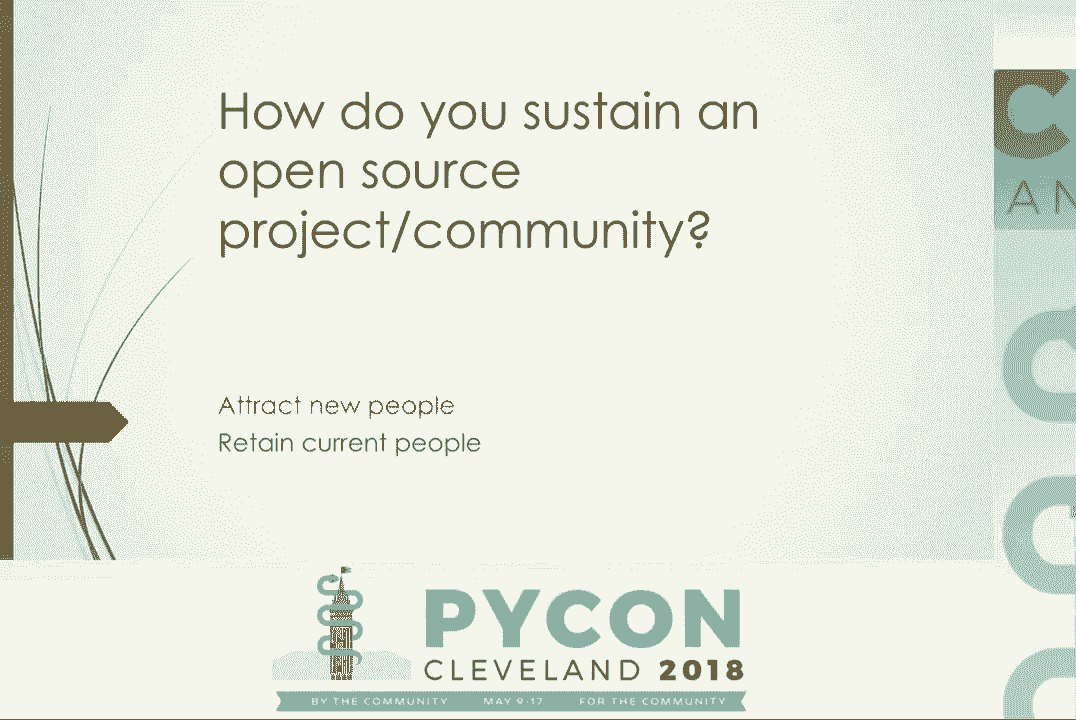 How do you sustain an
open source
project/community?
Attract new people
Retain current people
PYCON
CLEVELAND 2018
BY THE COMMUNITY MAY 9-17 FOR THE COMMUNITY
C
AN